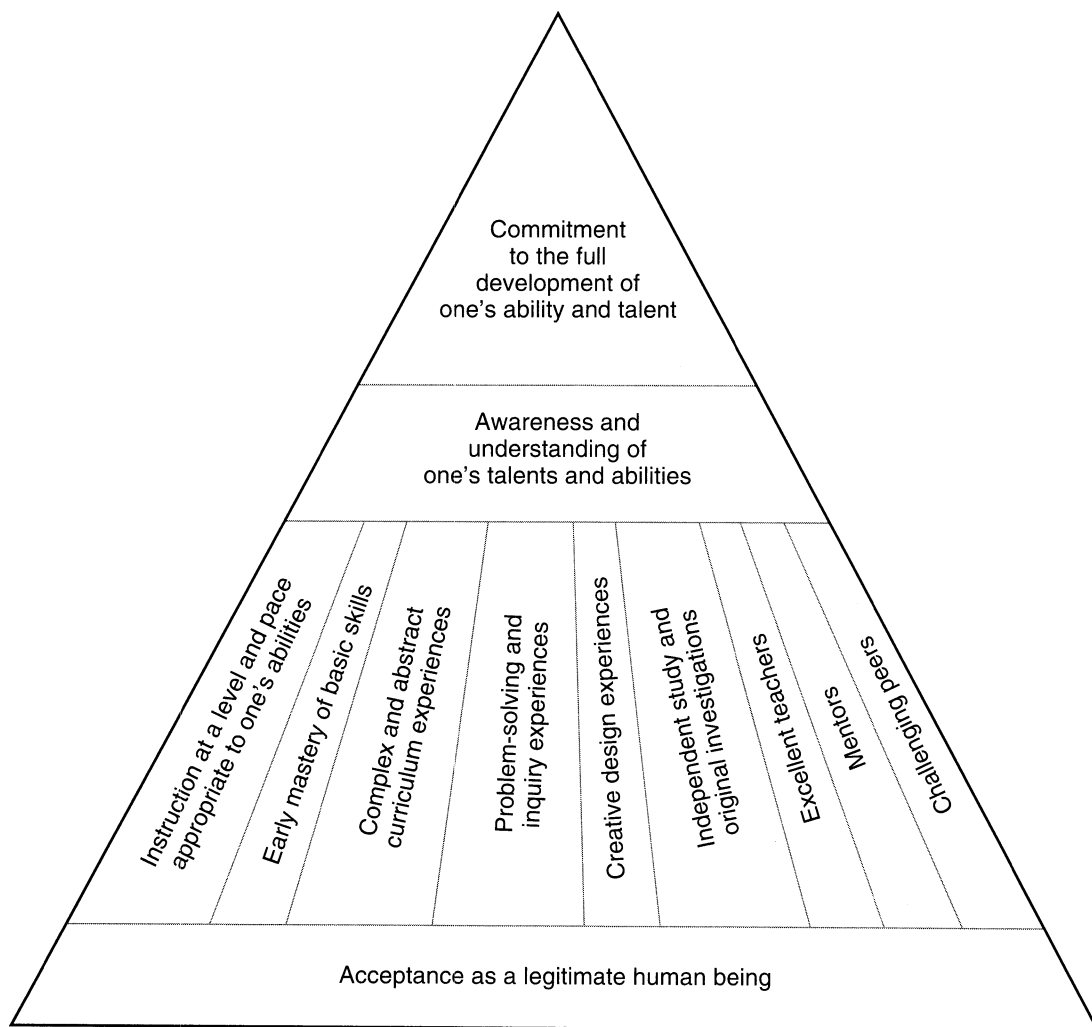 Commitment
to the full
development of
one's ability and talent
Awareness and
understanding of
one's talents and abilities
Instruction at a level and pace
appropriate to one's abilities
Early mastery of basic skills
Complex and abstract
curriculum experiences
Problem-solving and
inquiry experiences
Creative design experiences
Independent study and
original investigations
Excellent teachers
Mentors
Challenging peers
Acceptance as a legitimate human being